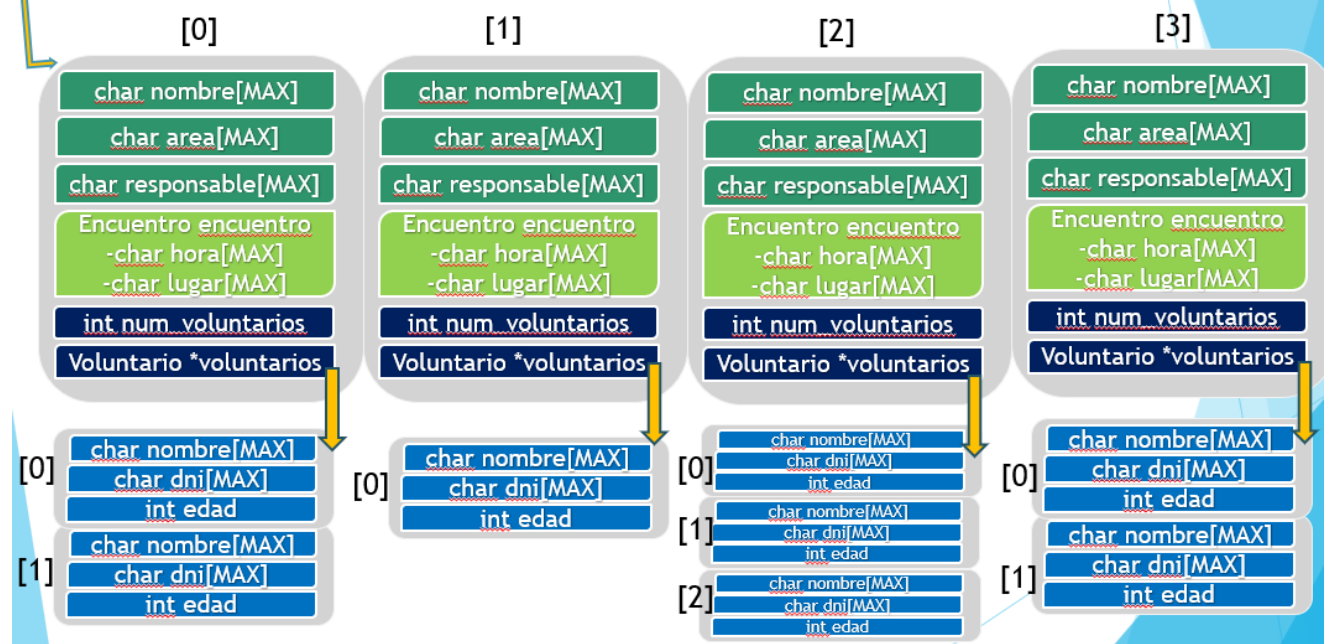 [0]
char nombre[MAX]
char area[MAX]
char responsable[MAX]
Encuentro encuentro
-char hora[MAX]
-char lugar[MAX]
int num_voluntarios
Voluntario *voluntarios
[0]
char nombre[MAX]
char dni[MAX]
int edad
[1]
char nombre[MAX]
char dni[MAX]
int edad
[1]
char nombre[MAX]
char area[MAX]
char responsable[MAX]
Encuentro encuentro
-char hora[MAX]
-char lugar[MAX]
int num_voluntarios
Voluntario *voluntarios
[0]
char nombre[MAX]
char dni[MAX]
int edad
[2]
char nombre[MAX]
char area[MAX]
char responsable[MAX]
Encuentro encuentro
-char hora[MAX]
-char lugar[MAX]
int num_voluntarios
Voluntario *voluntarios
[0]
char nombre[MAX]
char dni[MAX]
int edad
[1]
char nombre[MAX]
char dni[MAX]
int edad
[2]
char nombre[MAX]
char dni[MAX]
int edad
[3]
char nombre[MAX]
char area[MAX]
char responsable[MAX]
Encuentro encuentro
-char hora[MAX]
-char lugar[MAX]
int num_voluntarios
Voluntario *voluntarios
[0]
char nombre[MAX]
char dni[MAX]
int edad
[1]
char nombre[MAX]
char dni[MAX]
int edad